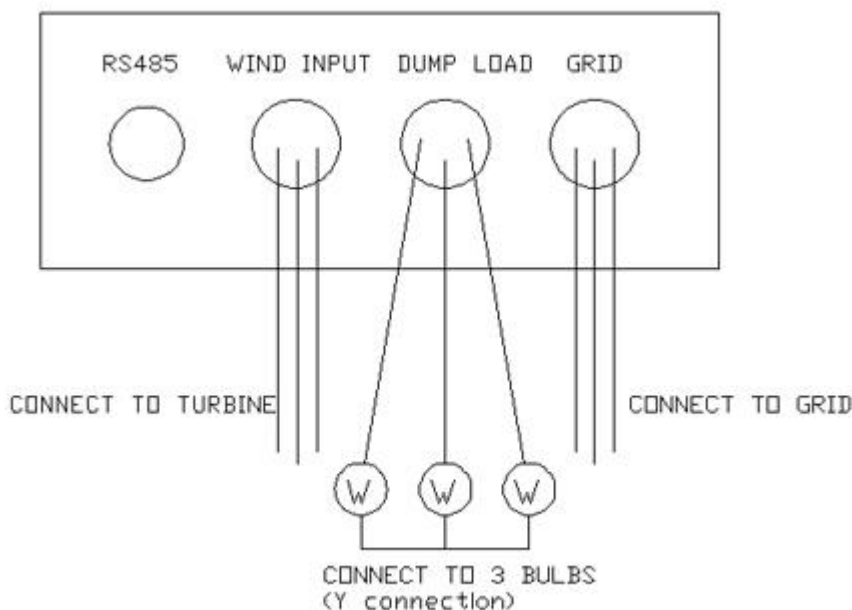 RS485 WIND INPUT DUMP LOAD GRID
CONNECT TO TURBINE CONNECT TO GRID
W W W
CONNECT TO 3 BULBS
(Y connection)